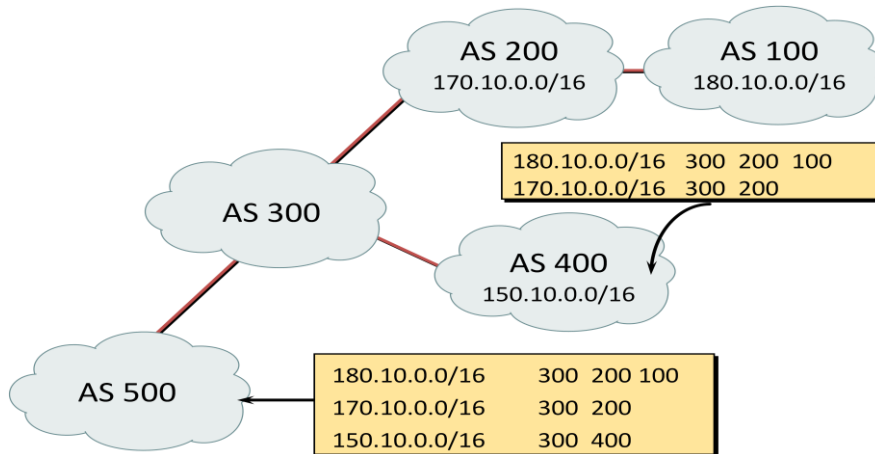 AS 200
170.10.0.0/16
AS 100
180.10.0.0/16
180.10.0.0/16 300 200 100
170.10.0.0/16 300 200
AS 300
AS 400
150.10.0.0/16
AS 500
180.10.0.0/16 300 200 100
170.10.0.0/16 300 200
150.10.0.0/16 300 400